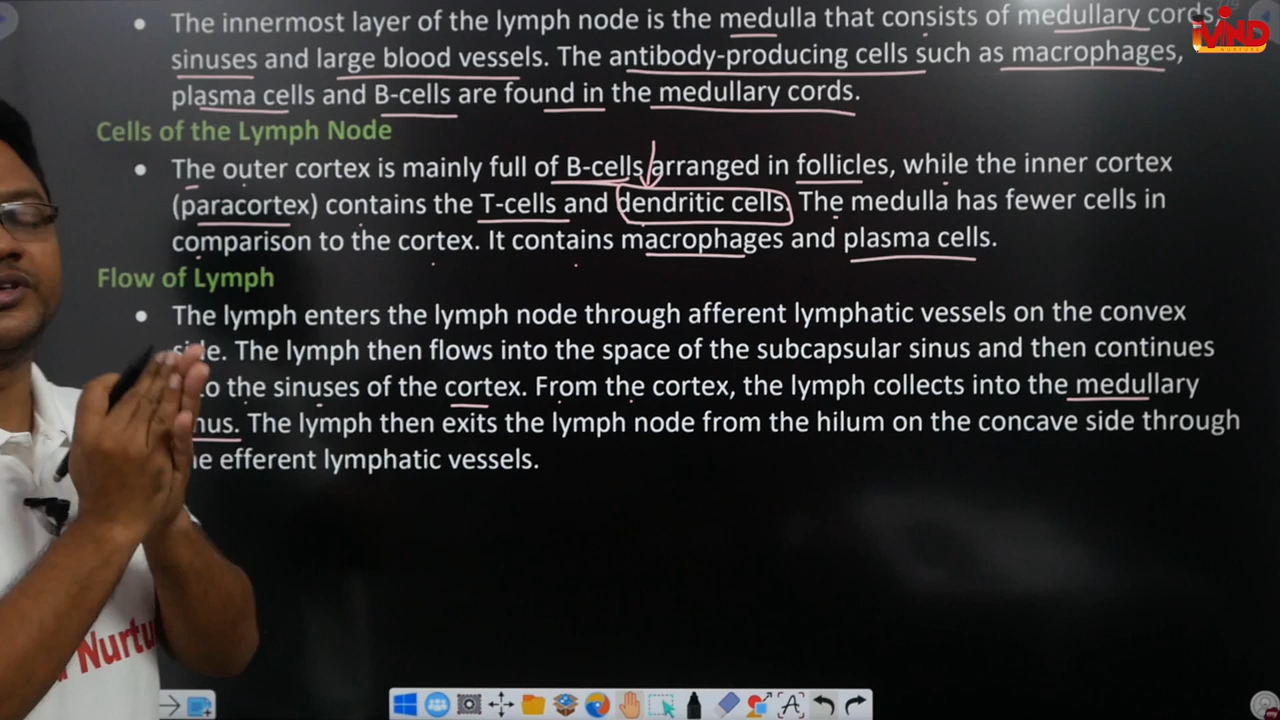 • The innermost layer of the lymph node is the medulla that consists of medullary cords,
sinuses and large blood vessels. The antibody-producing cells such as macrophages,
plasma cells and B-cells are found in the medullary cords.
Cells of the Lymph Node
• The outer cortex is mainly full of B-cells arranged in follicles, while the inner cortex
(paracortex) contains the T-cells and dendritic cells. The medulla has fewer cells in
comparison to the cortex. It contains macrophages and plasma cells.
Flow of Lymph
• The lymph enters the lymph node through afferent lymphatic vessels on the convex
side. The lymph then flows into the space of the subcapsular sinus and then continues
to the sinuses of the cortex. From the cortex, the lymph collects into the medullary
nus. The lymph then exits the lymph node from the hilum on the concave side through
he efferent lymphatic vessels.
MIND
NURTURE
Nurtu